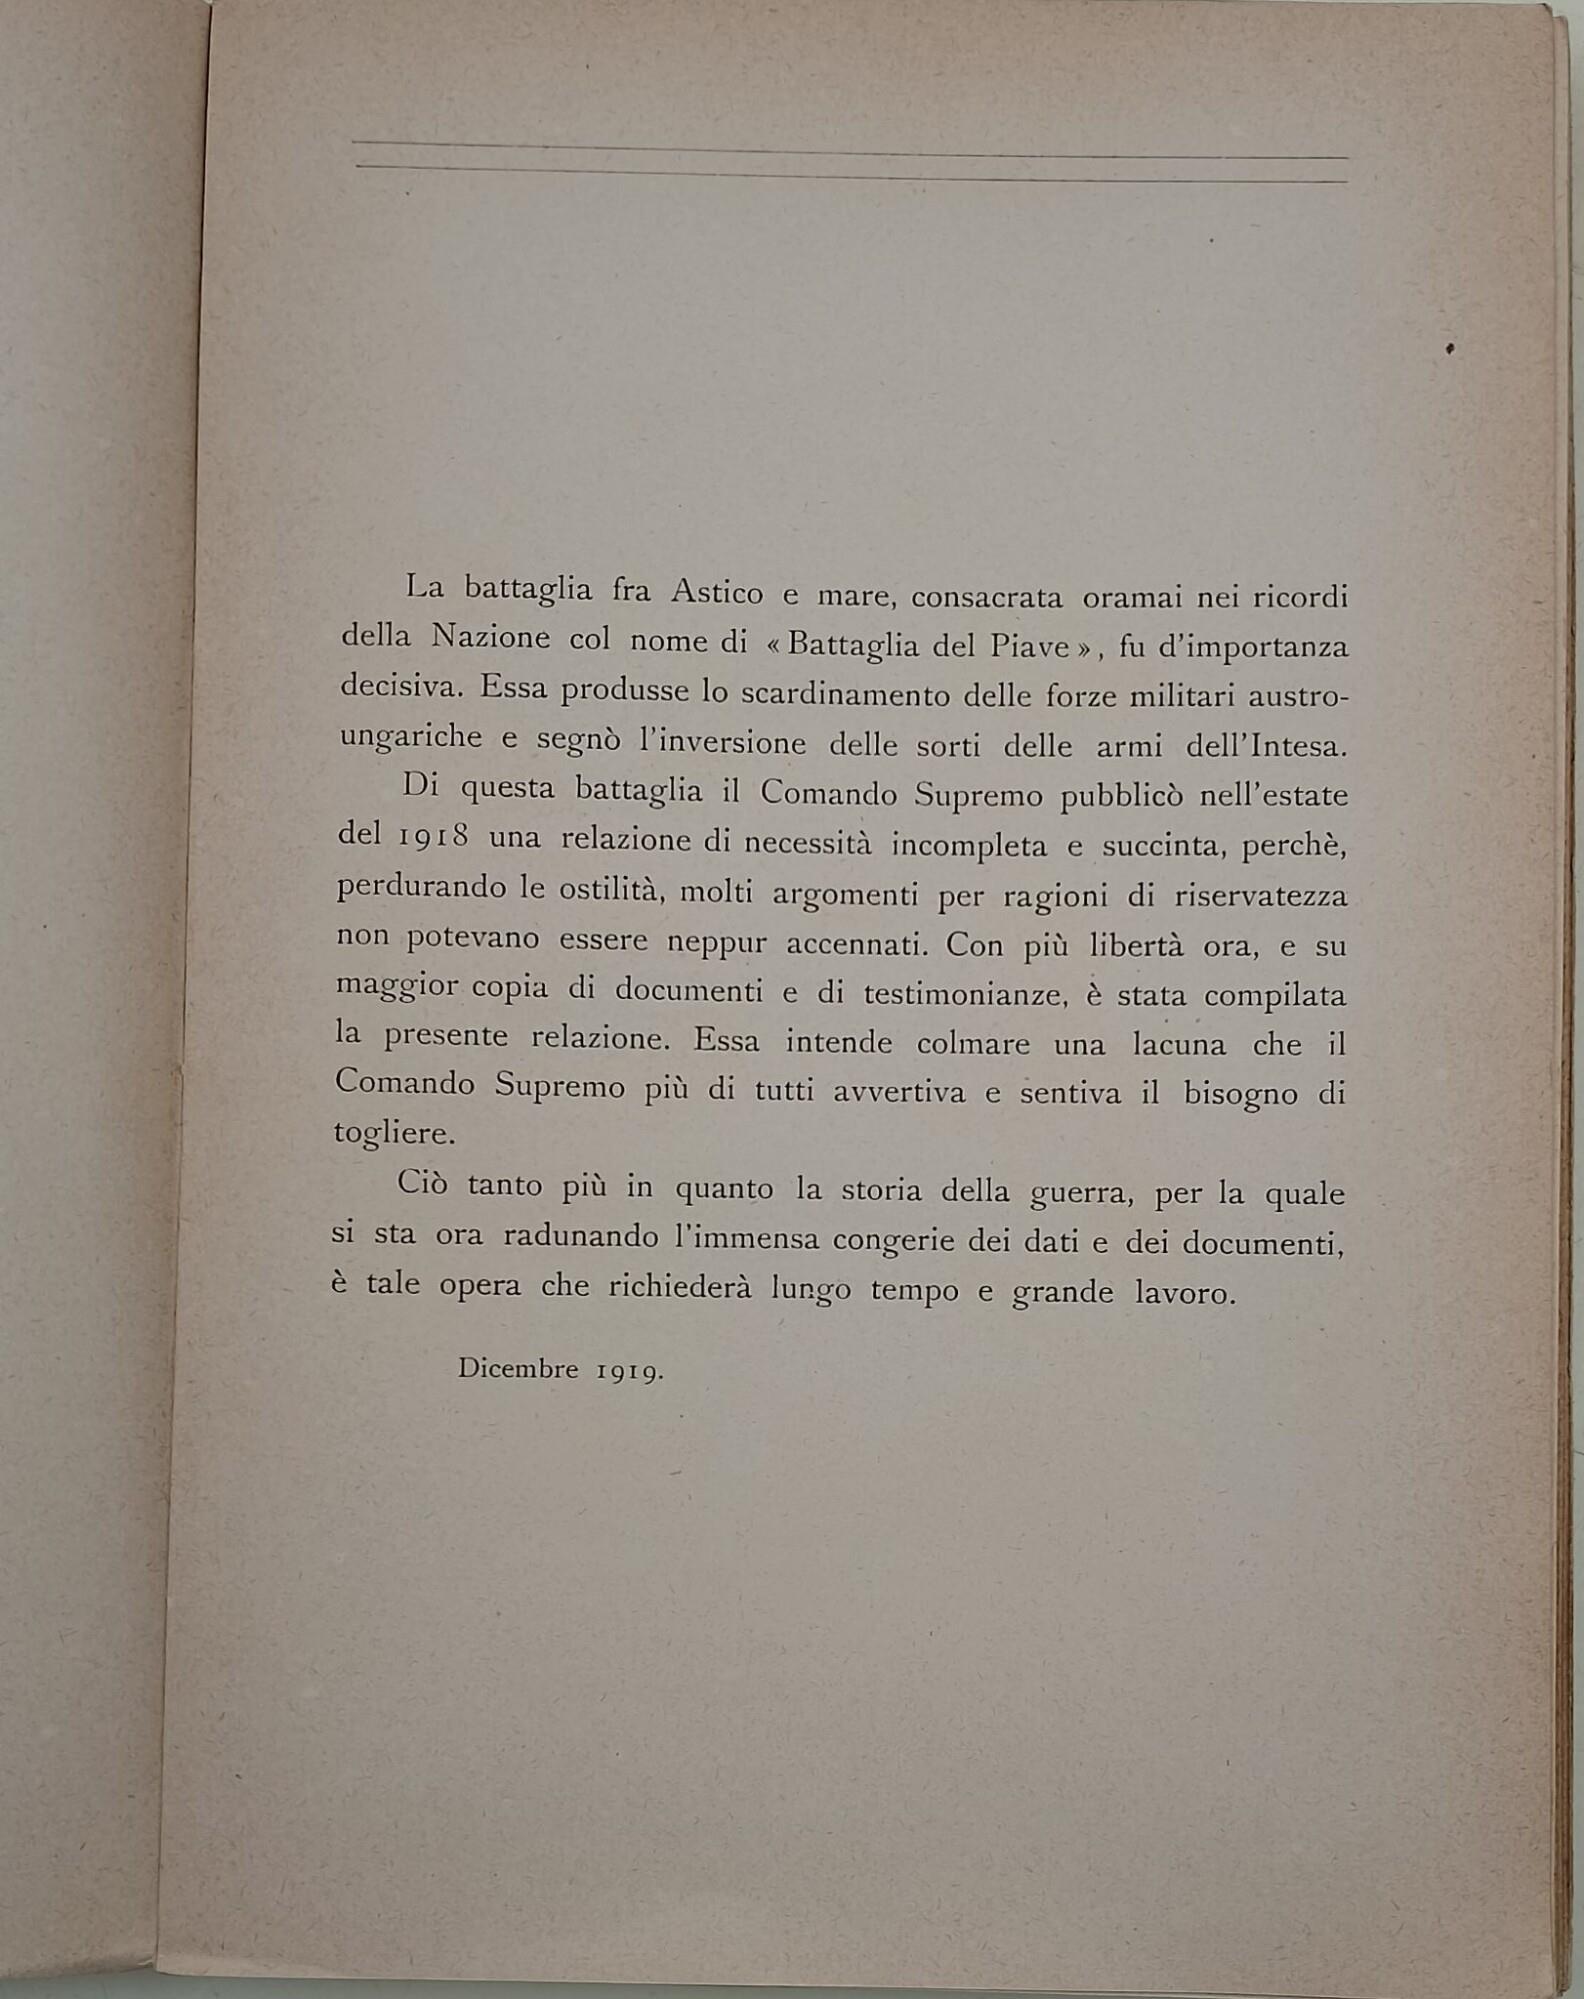 La battaglia fra Astico e mare, consacrata oramai nei ricordi
della Nazione col nome di « Battaglia del Piave », fu d'importanza
decisiva. Essa produsse lo scardinamento delle forze militari austro-
ungariche e segnò l'inversione delle sorti delle armi dell'Intesa.
Di questa battaglia il Comando Supremo pubblicò nell'estate
del 1918 una relazione di necessità incompleta e succinta, perchè,
perdurando le ostilità, molti argomenti per ragioni di riservatezza
non potevano essere neppur accennati. Con più libertà ora, e su
maggior copia di documenti e di testimonianze, è stata compilata
la presente relazione. Essa intende colmare una lacuna che il
Comando Supremo più di tutti avvertiva e sentiva il bisogno di
togliere.
Ciò tanto più in quanto la storia della guerra, per la quale
si sta ora radunando l'immensa congerie dei dati e dei documenti,
è tale opera che richiederà lungo tempo e grande lavoro.
Dicembre 1919.